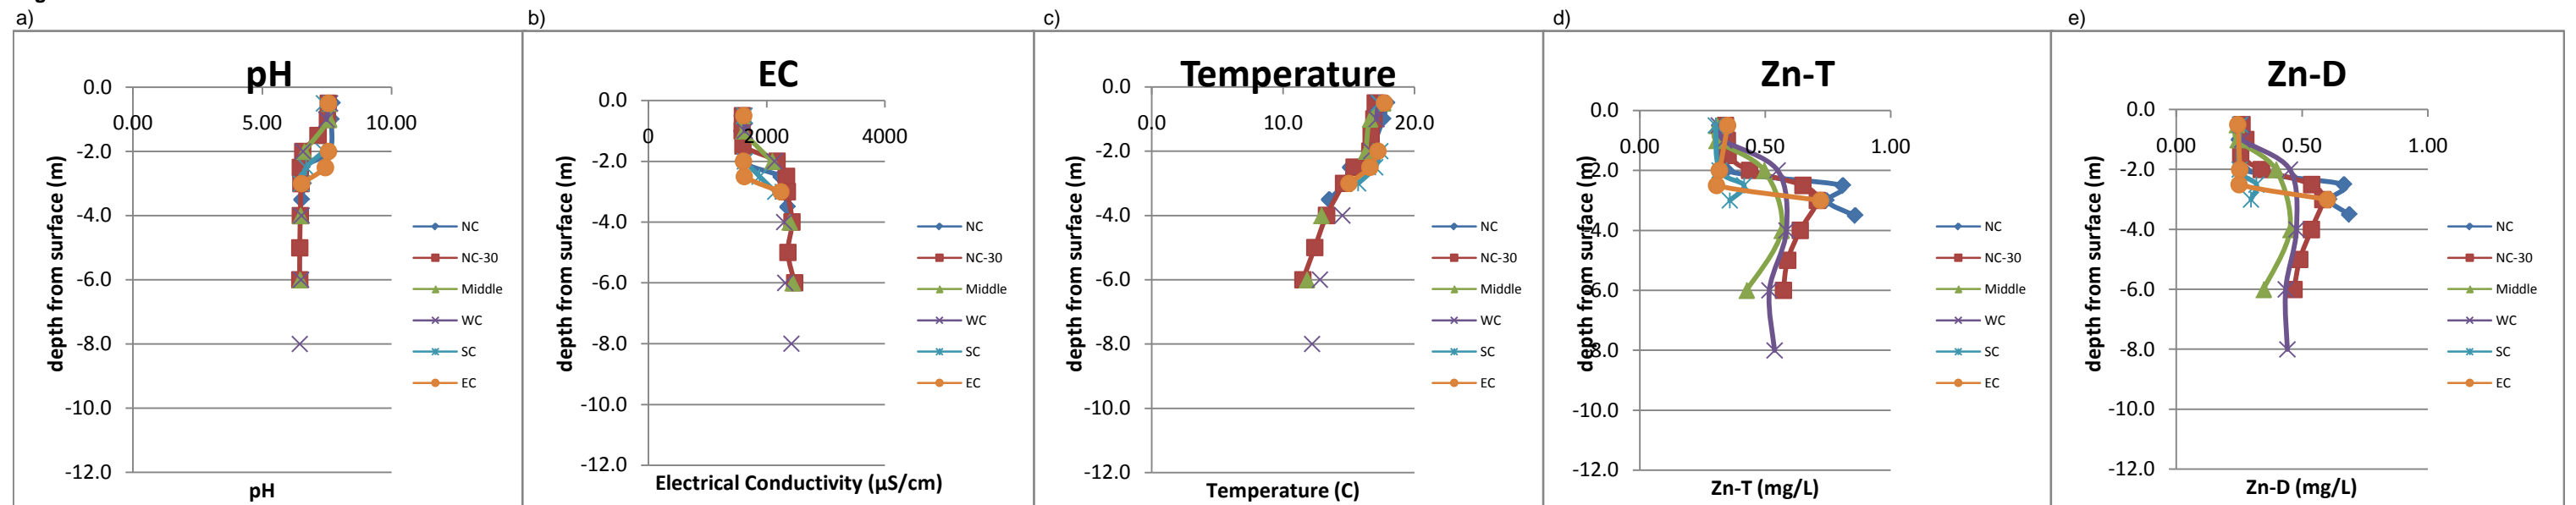 a)
pH
0.0
0.00 5.00 10.00
-2.0
-4.0
-6.0
-8.0
-10.0
-12.0
depth from surface (m)
pH
NC
NC-30
Middle
WC
SC
EC
b)
EC
0.0
0 2000 4000
-2.0
-4.0
-6.0
-8.0
-10.0
-12.0
depth from surface (m)
Electrical Conductivity (µS/cm)
NC
NC-30
Middle
WC
SC
EC
c)
Temperature
0.0
0.0 10.0 20.0
-2.0
-4.0
-6.0
-8.0
-10.0
-12.0
depth from surface (m)
Temperature (C)
NC
NC-30
Middle
WC
SC
EC
d)
Zn-T
0.0
0.00 0.50 1.00
-2.0
-4.0
-6.0
-8.0
-10.0
-12.0
depth from surface (m)
Zn-T (mg/L)
NC
NC-30
Middle
WC
SC
EC
e)
Zn-D
0.0
0.00 0.50 1.00
-2.0
-4.0
-6.0
-8.0
-10.0
-12.0
depth from surface (m)
Zn-D (mg/L)
NC
NC-30
Middle
WC
SC
EC